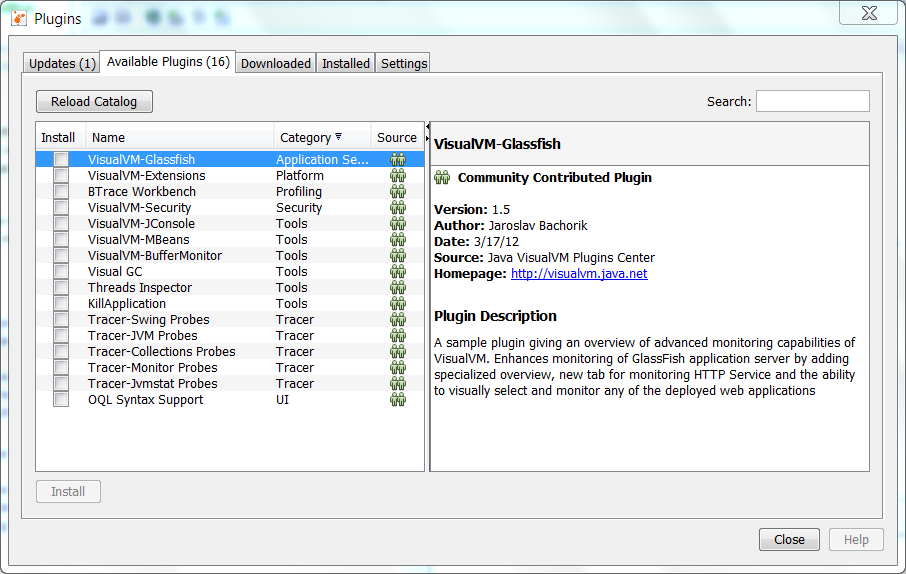 Plugins
Updates (1) Available Plugins (16) Downloaded Installed Settings
Reload Catalog Search:
Install Name Category Source
VisualVM-Glassfish Application Se...
VisualVM-Extensions Platform
BTrace Workbench Profiling
VisualVM-Security Security
VisualVM-JConsole Tools
VisualVM-MBeans Tools
VisualVM-BufferMonitor Tools
Visual GC Tools
Threads Inspector Tools
KillApplication Tools
Tracer-Swing Probes Tracer
Tracer-JVM Probes Tracer
Tracer-Collections Probes Tracer
Tracer-Monitor Probes Tracer
Tracer-Jvmstat Probes Tracer
OQL Syntax Support UI
VisualVM-Glassfish
Community Contributed Plugin
Version: 1.5
Author: Jaroslav Bachorik
Date: 3/17/12
Source: Java VisualVM Plugins Center
Homepage: http://visualvm.java.net
Plugin Description
A sample plugin giving an overview of advanced monitoring capabilities of
VisualVM. Enhances monitoring of GlassFish application server by adding
specialized overview, new tab for monitoring HTTP Service and the ability
to visually select and monitor any of the deployed web applications
Install
Close Help